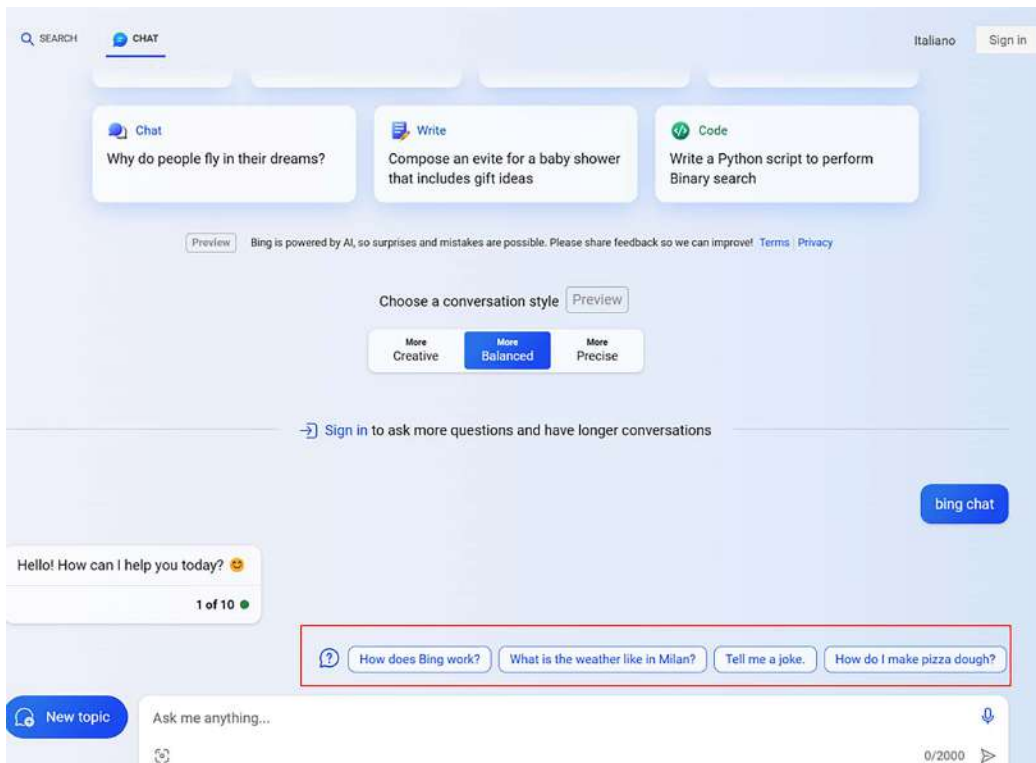 SEARCH
CHAT
Italiano
Sign in
Chat
Why do people fly in their dreams?
Write
Compose an evite for a baby shower
that includes gift ideas
Code
Write a Python script to perform
Binary search
Preview
Bing is powered by AI, so surprises and mistakes are possible. Please share feedback so we can improve! Terms Privacy
Choose a conversation style Preview
More
Creative
More
Balanced
More
Precise
Sign in to ask more questions and have longer conversations
bing chat
Hello! How can I help you today? 😊
1 of 10
How does Bing work?
What is the weather like in Milan?
Tell me a joke.
How do I make pizza dough?
New topic
Ask me anything...
0/2000